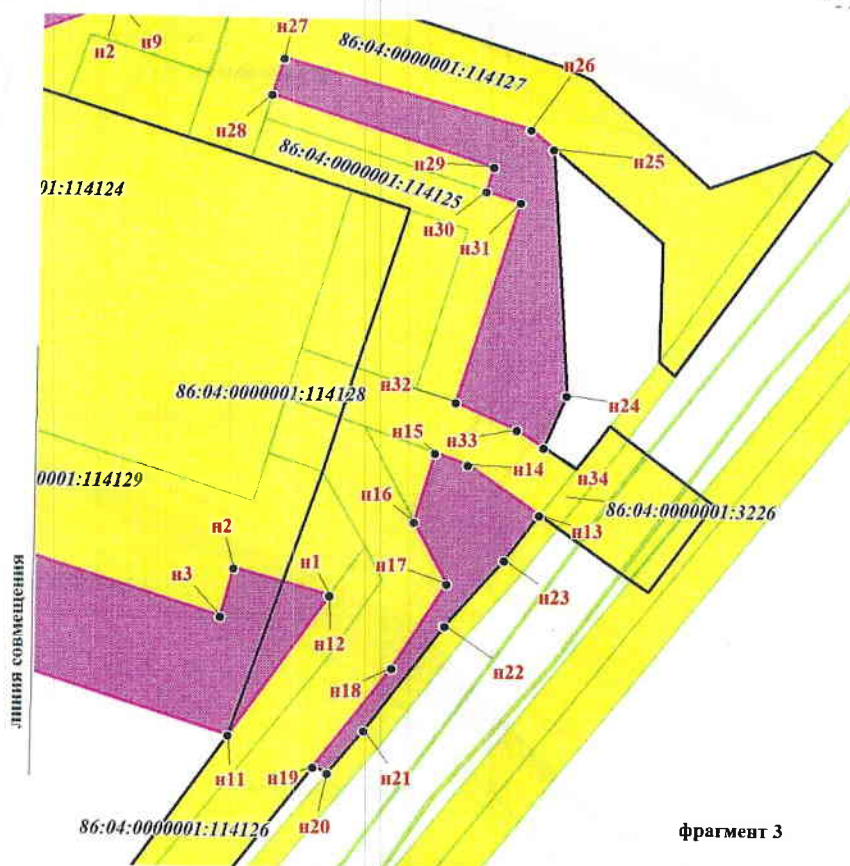 н2 н9
н27
86:04:0000001:114127
н26
н28
н25
86:04:0000001:114125
н29
01:114124
н30
н31
н32
н24
86:04:0000001:114128
н15
н33
н14
н34
0001:114129
н16
86:04:0000001:3226
н13
н2
н17
н1
н23
н3
н12
н22
н18
линия совмещения
н11
н19
н21
н20
86:04:0000001:114126
фрагмент 3